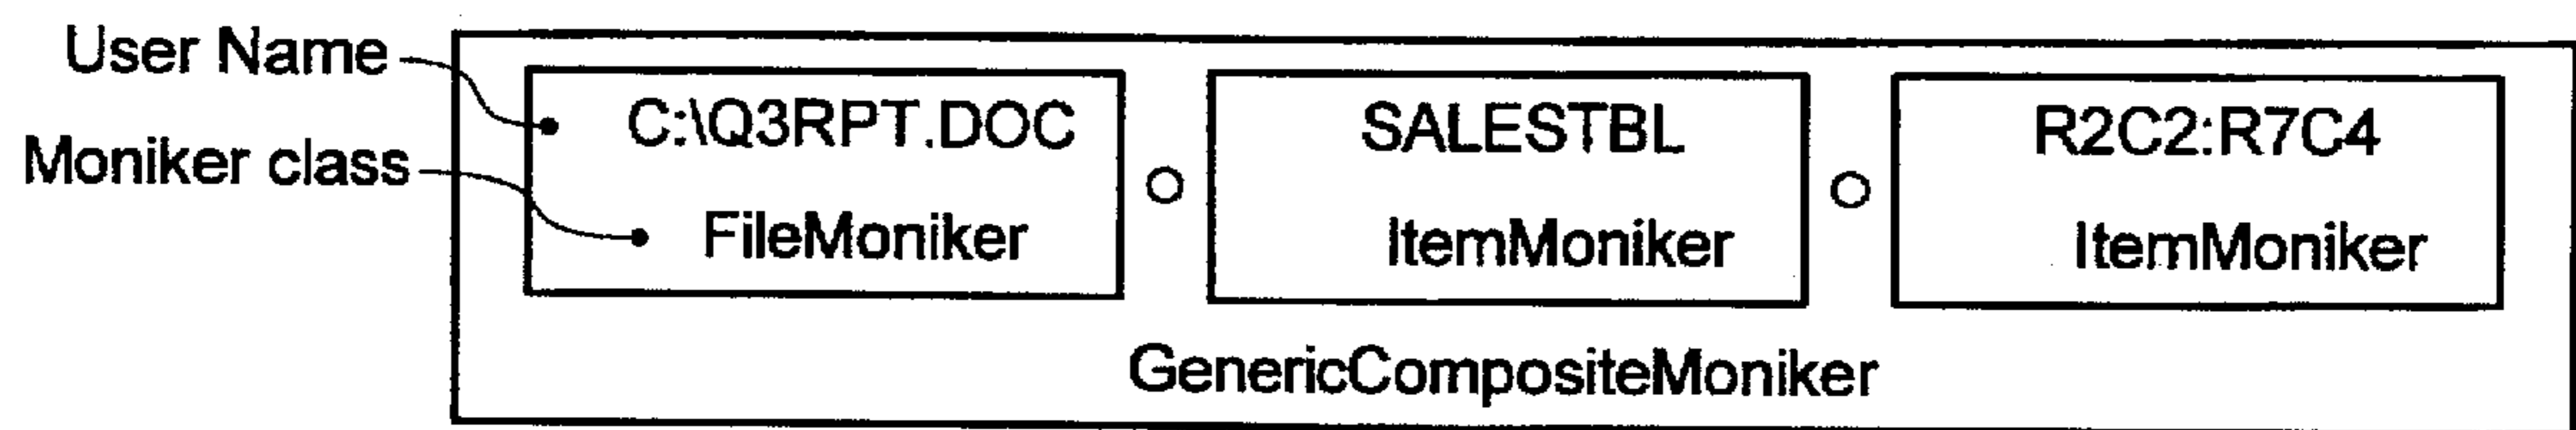 User Name
Moniker class
C:\Q3RPT.DOC
FileMoniker
SALESTBL
ItemMoniker
R2C2:R7C4
ItemMoniker
GenericCompositeMoniker